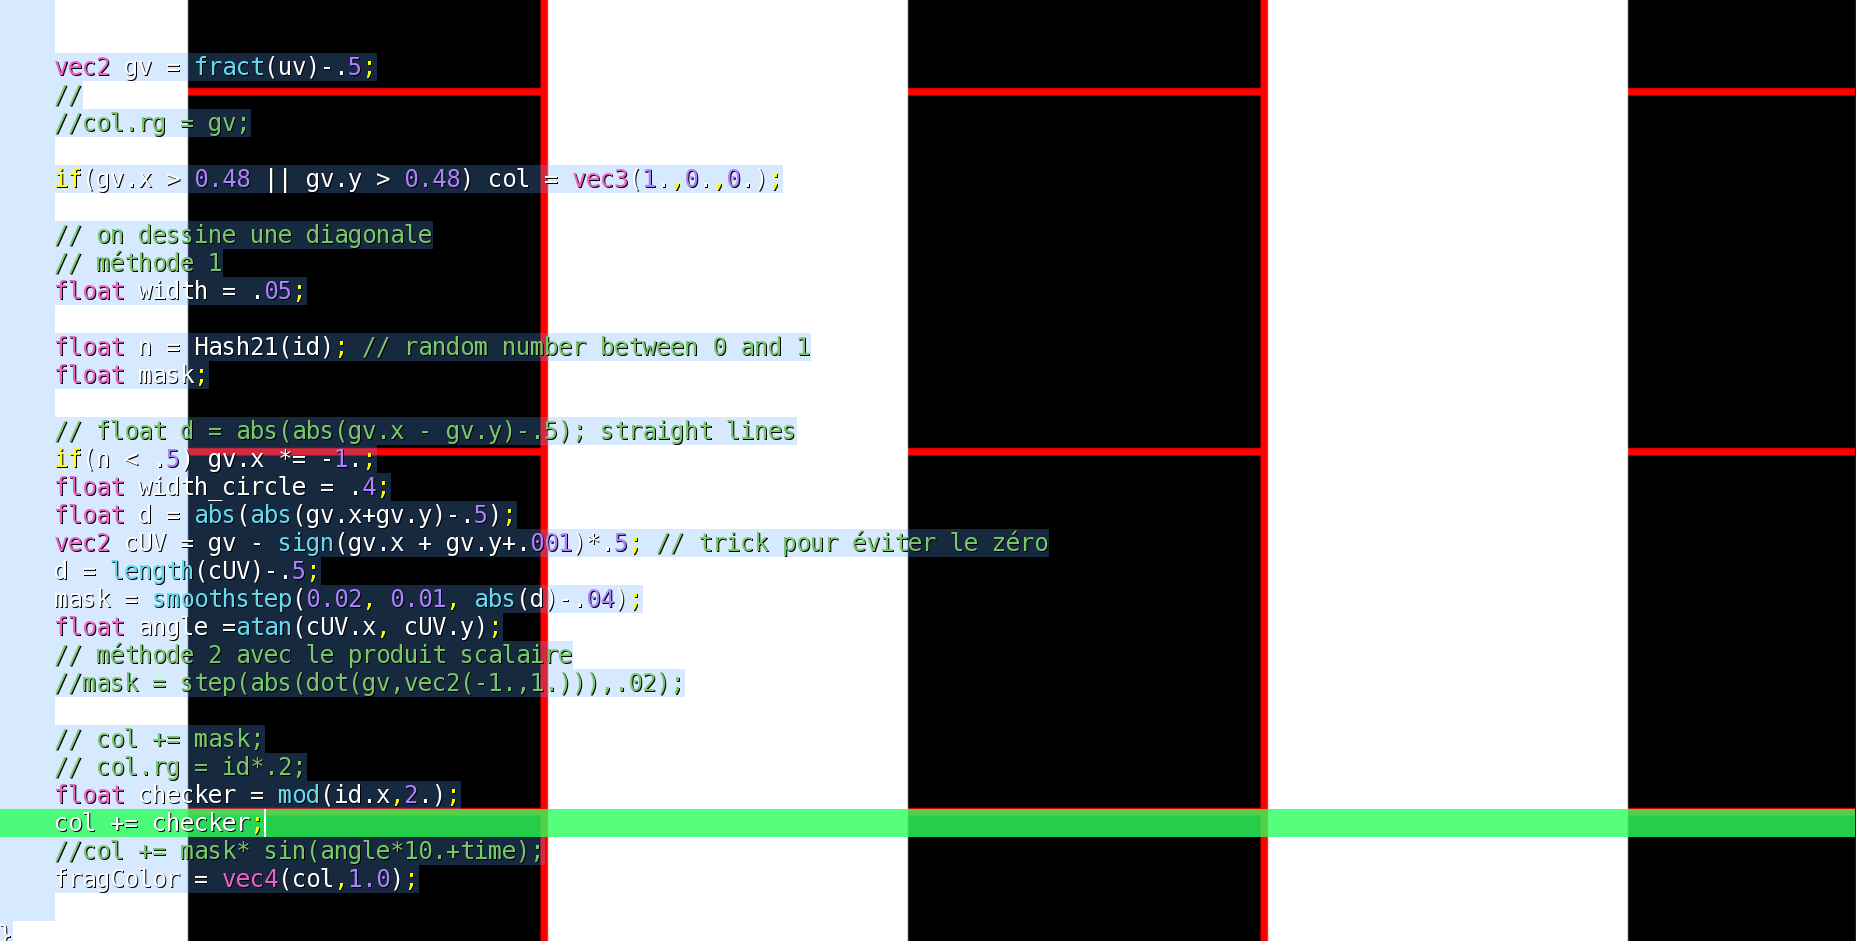 vec2 gv = fract(uv)-.5;
//
//col.rg = gv;
if(gv.x > 0.48 || gv.y > 0.48) col = vec3(1.,0.,0.);
// on dessine une diagonale
// méthode 1
float width = .05;
float n = Hash21(id); // random number between 0 and 1
float mask;
// float d = abs(abs(gv.x - gv.y)-.5); straight lines
if(n < .5) gv.x *= -1.;
float width_circle = .4;
float d = abs(abs(gv.x+gv.y)-.5);
vec2 cUV = gv - sign(gv.x + gv.y+.001)*.5; // trick pour éviter le zéro
d = length(cUV)-.5;
mask = smoothstep(0.02, 0.01, abs(d)-.04);
float angle =atan(cUV.x, cUV.y);
// méthode 2 avec le produit scalaire
//mask = step(abs(dot(gv,vec2(-1.,1.))),.02);
// col += mask;
// col.rg = id*.2;
float checker = mod(id.x,2.);
col += checker;
//col += mask* sin(angle*10.+time);
fragColor = vec4(col,1.0);
}